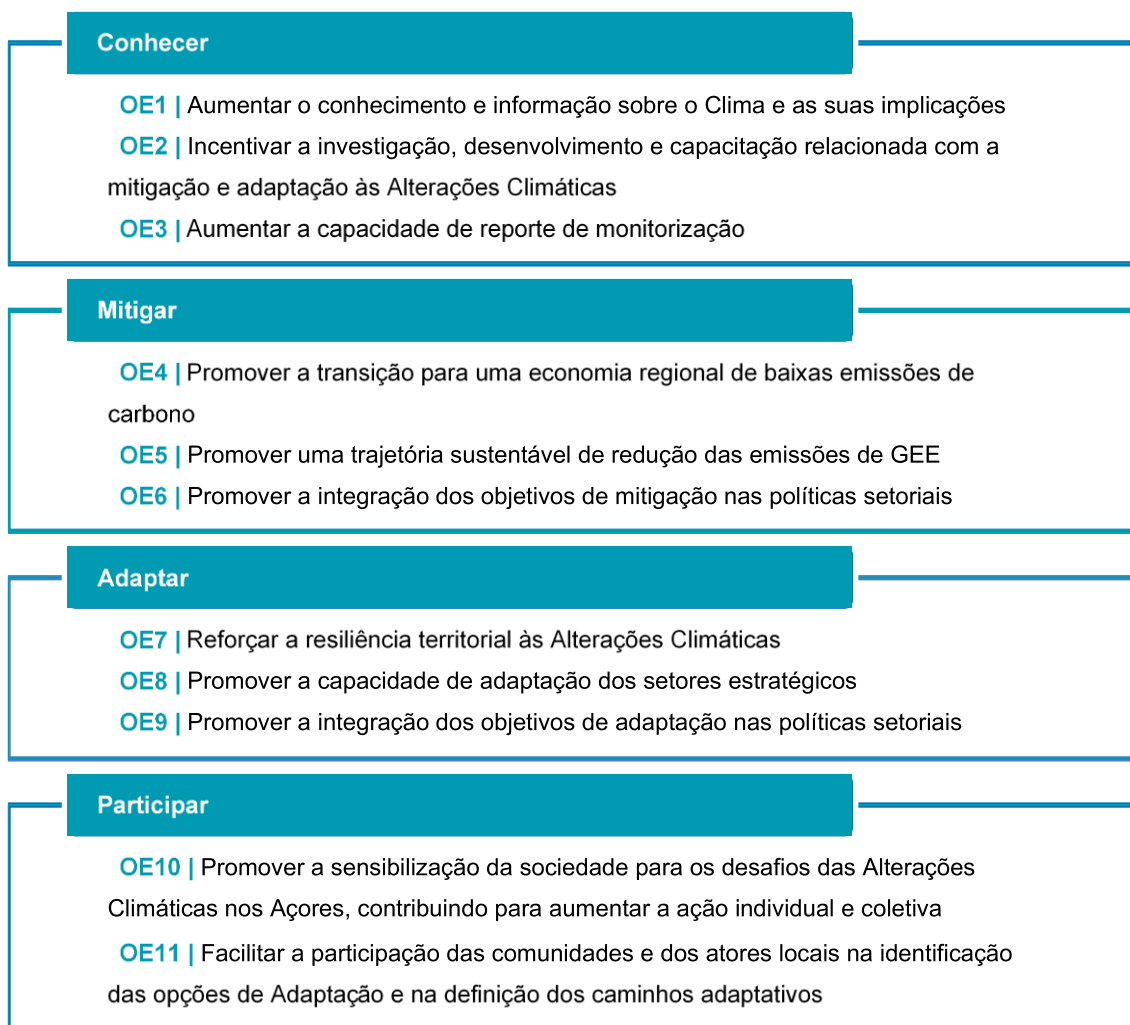 Conhecer
OE1 | Aumentar o conhecimento e informação sobre o Clima e as suas implicações
OE2 | Incentivar a investigação, desenvolvimento e capacitação relacionada com a
mitigação e adaptação às Alterações Climáticas
OE3 | Aumentar a capacidade de reporte de monitorização
Mitigar
OE4 | Promover a transição para uma economia regional de baixas emissões de
carbono
OE5 | Promover uma trajetória sustentável de redução das emissões de GEE
OE6 | Promover a integração dos objetivos de mitigação nas políticas setoriais
Adaptar
OE7 | Reforçar a resiliência territorial às Alterações Climáticas
OE8 | Promover a capacidade de adaptação dos setores estratégicos
OE9 | Promover a integração dos objetivos de adaptação nas políticas setoriais
Participar
OE10 | Promover a sensibilização da sociedade para os desafios das Alterações
Climáticas nos Açores, contribuindo para aumentar a ação individual e coletiva
OE11 | Facilitar a participação das comunidades e dos atores locais na identificação
das opções de Adaptação e na definição dos caminhos adaptativos